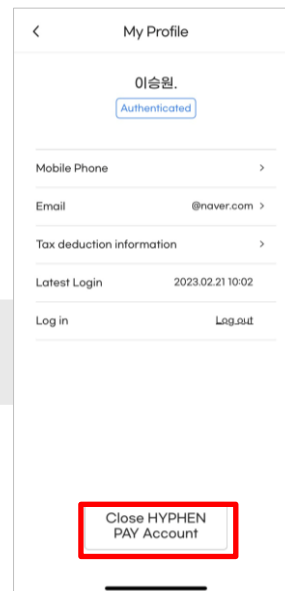 My Profile
이승원.
Authenticated
Mobile Phone
Email @naver.com
Tax deduction information
Latest Login 2023.02.21 10:02
Log in Log out
Close HYPHEN
PAY Account